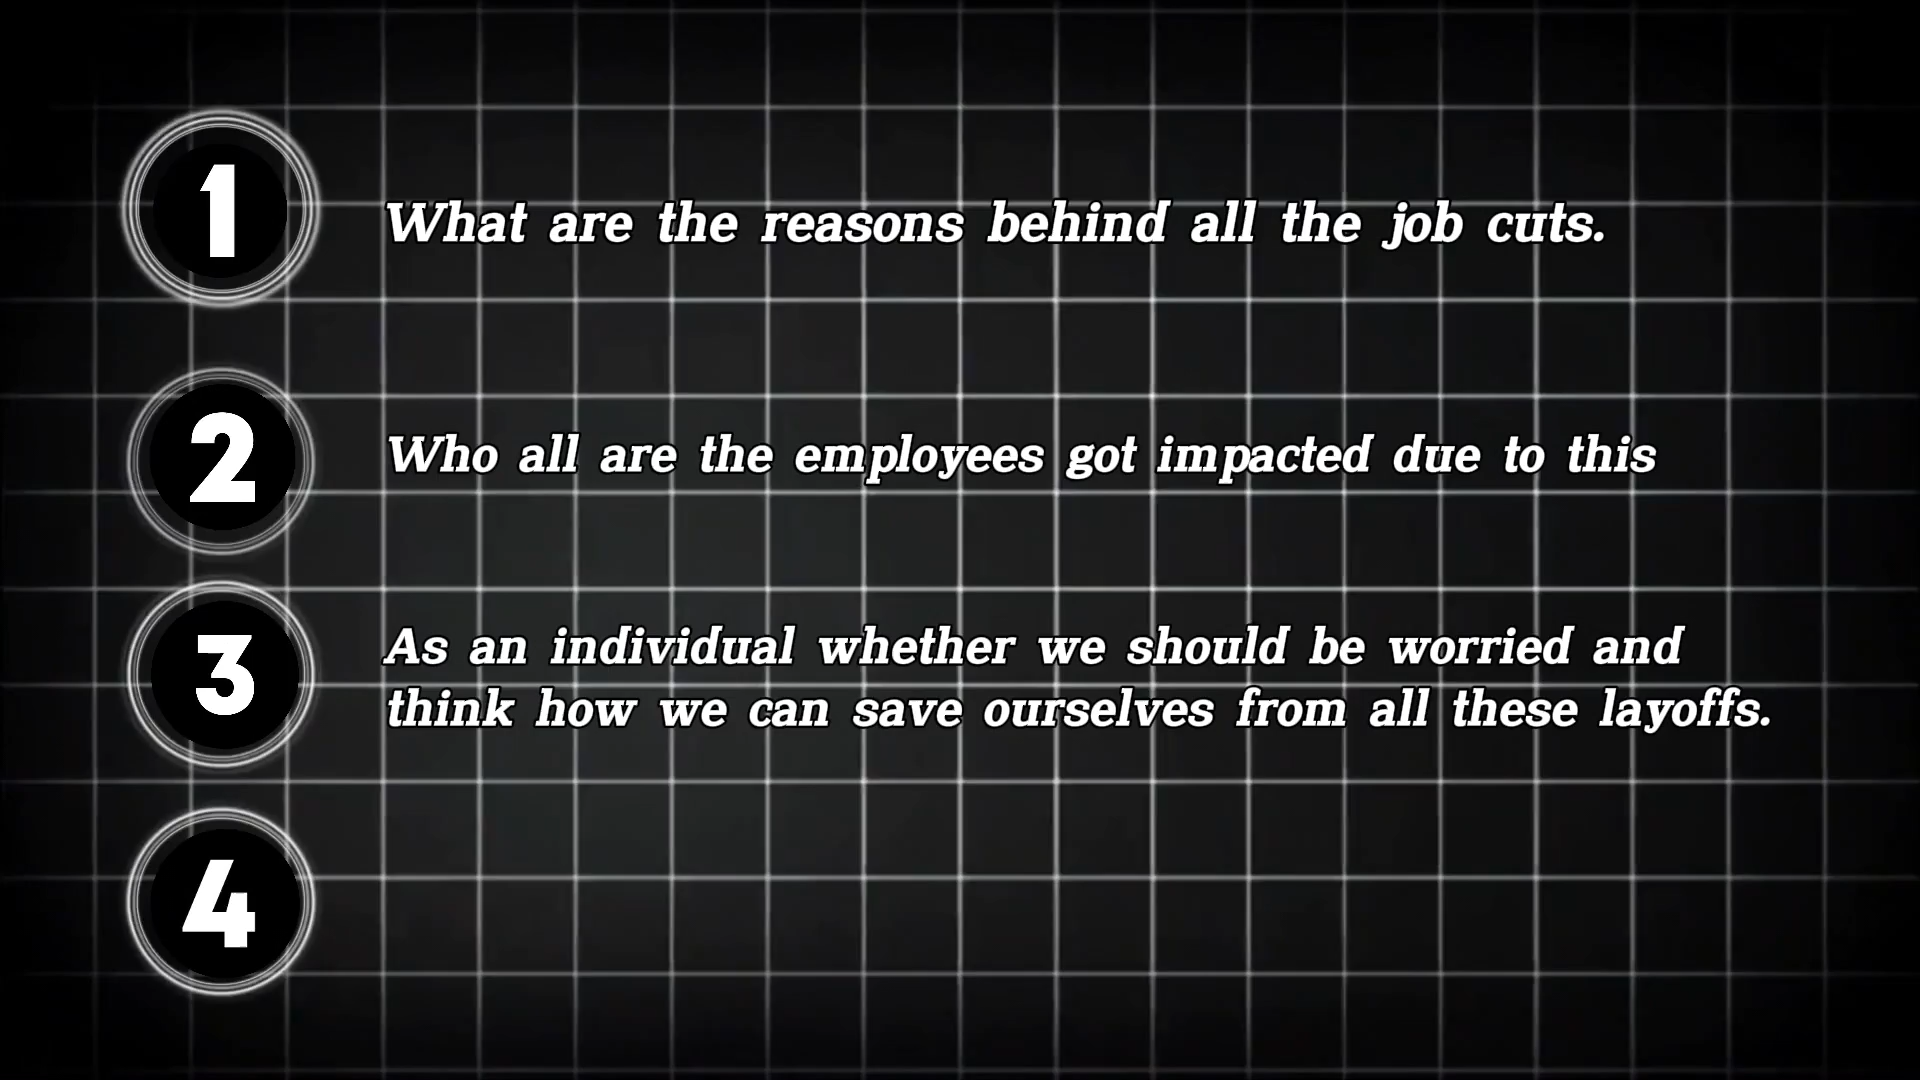 1
What are the reasons behind all the job cuts.
2
Who all are the employees got impacted due to this
3
As an individual whether we should be worried and
think how we can save ourselves from all these layoffs.
4